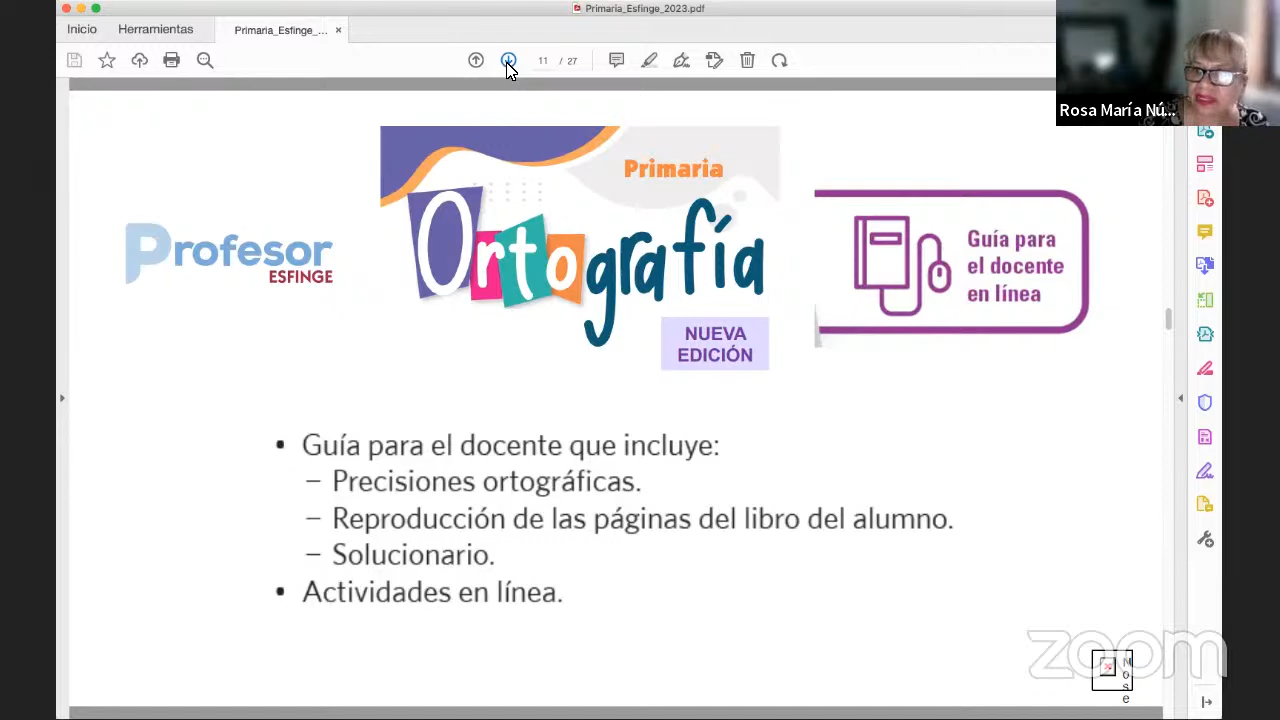 Primaria_Esfinge_2023.pdf
Inicio
Herramientas
Primaria_Esfinge_...
11 / 27
Rosa María Nú...
Profesor
ESFINGE
Primaria
Ortografía
NUEVA
EDICIÓN
Guía para
el docente
en línea
• Guía para el docente que incluye:
– Precisiones ortográficas.
– Reproducción de las páginas del libro del alumno.
– Solucionario.
• Actividades en línea.
zoom